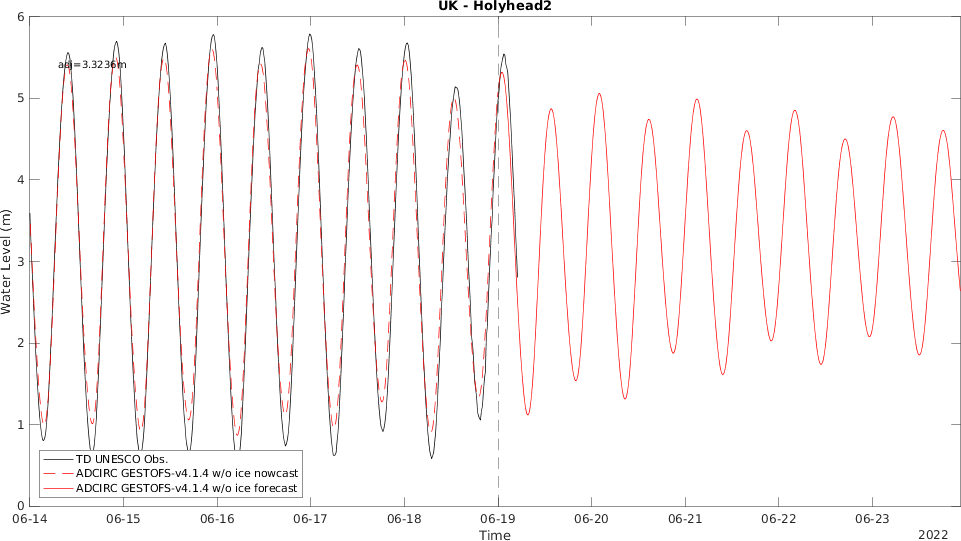 UK - Holyhead2
6
5
4
3
2
1
0
Water Level (m)
adj=3.3236m
TD UNESCO Obs.
ADCIRC GESTOFS-v4.1.4 w/o ice nowcast
ADCIRC GESTOFS-v4.1.4 w/o ice forecast
06-14 06-15 06-16 06-17 06-18 06-19 06-20 06-21 06-22 06-23
Time
2022